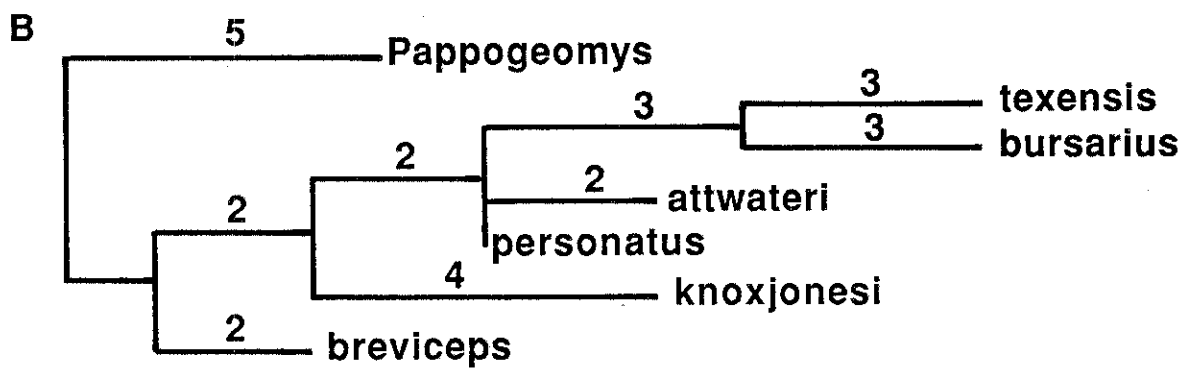 B
5
Pappogeomys
3
texensis
3
3
bursarius
2
2
attwateri
2
personatus
4
knoxjonesi
2
breviceps